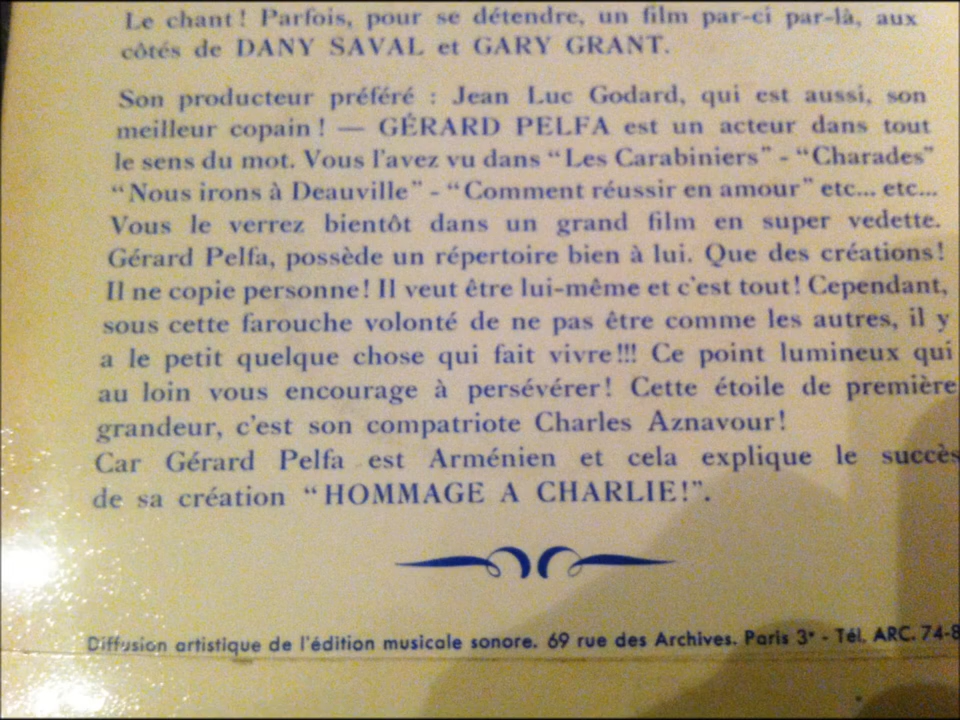 Le chant! Parfois, pour se détendre, un film par-ci par-là, aux
côtés de DANY SAVAL et GARY GRANT.
Son producteur préféré : Jean Luc Godard, qui est aussi, son
meilleur copain! — GÉRARD PELFA est un acteur dans tout
le sens du mot. Vous l'avez vu dans "Les Carabiniers" - "Charades"
"Nous irons à Deauville" - "Comment réussir en amour" etc... etc...
Vous le verrez bientôt dans un grand film en super vedette.
Gérard Pelfa, possède un répertoire bien à lui. Que des créations!
Il ne copie personne! Il veut être lui-même et c'est tout! Cependant,
sous cette farouche volonté de ne pas être comme les autres, il y
a le petit quelque chose qui fait vivre!!! Ce point lumineux qui
au loin vous encourage à persévérer! Cette étoile de première
grandeur, c'est son compatriote Charles Aznavour!
Car Gérard Pelfa est Arménien et cela explique le succès
de sa création "HOMMAGE A CHARLIE!".
Diffusion artistique de l'édition musicale sonore. 69 rue des Archives. Paris 3e - Tél. ARC. 74-8